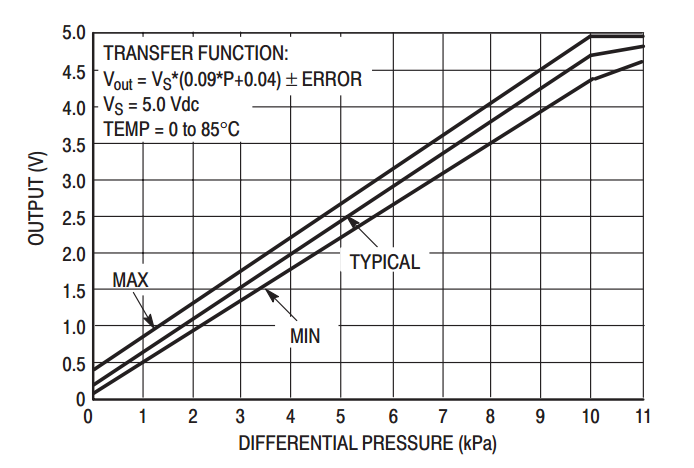 5.0
4.5
4.0
3.5
3.0
2.5
2.0
1.5
1.0
0.5
0
OUTPUT (V)
TRANSFER FUNCTION:
Vout = VS*(0.09*P+0.04) ± ERROR
VS = 5.0 Vdc
TEMP = 0 to 85°C
MAX
TYPICAL
MIN
0 1 2 3 4 5 6 7 8 9 10 11
DIFFERENTIAL PRESSURE (kPa)